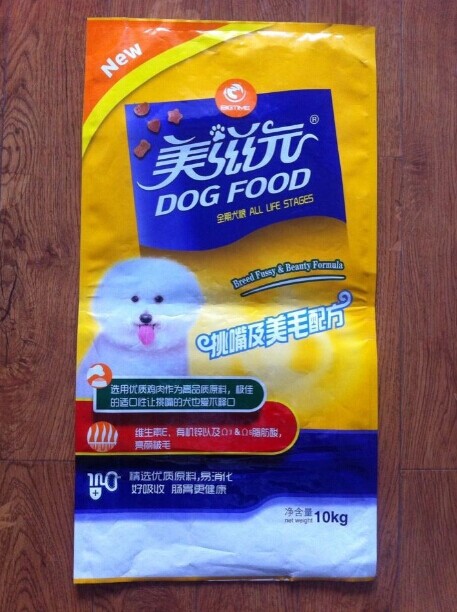 New
BIGTIME
美滋元®
DOG FOOD
全期犬粮 ALL LIFE STAGES
Breed Fussy & Beauty Formula
挑嘴及美毛配方
选用优质鸡肉作为高品质原料，极佳
的适口性让挑嘴的犬也爱不释口
维生素E、有机锌以及Ω3&Ω6脂肪酸，
亮丽被毛
精选优质原料，易消化
好吸收 肠胃更健康
净含量
net weight 10kg